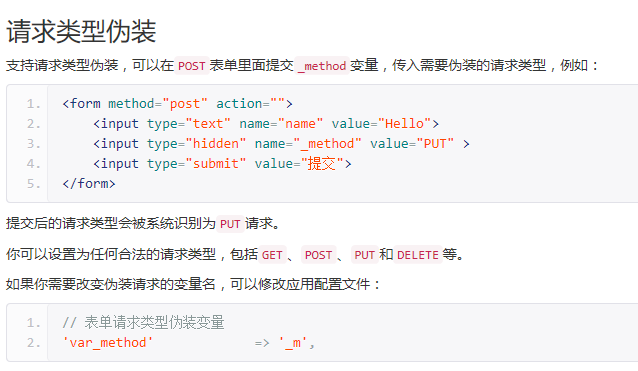 请求类型伪装
支持请求类型伪装，可以在 POST 表单里面提交 _method 变量，传入需要伪装的请求类型，例如：
1. <form method="post" action="">
2.     <input type="text" name="name" value="Hello">
3.     <input type="hidden" name="_method" value="PUT" >
4.     <input type="submit" value="提交">
5. </form>
提交后的请求类型会被系统识别为 PUT 请求。
你可以设置为任何合法的请求类型，包括 GET 、 POST 、 PUT 和 DELETE 等。
如果你需要改变伪装请求的变量名，可以修改应用配置文件：
1. // 表单请求类型伪装变量
2. 'var_method'             => '_m',